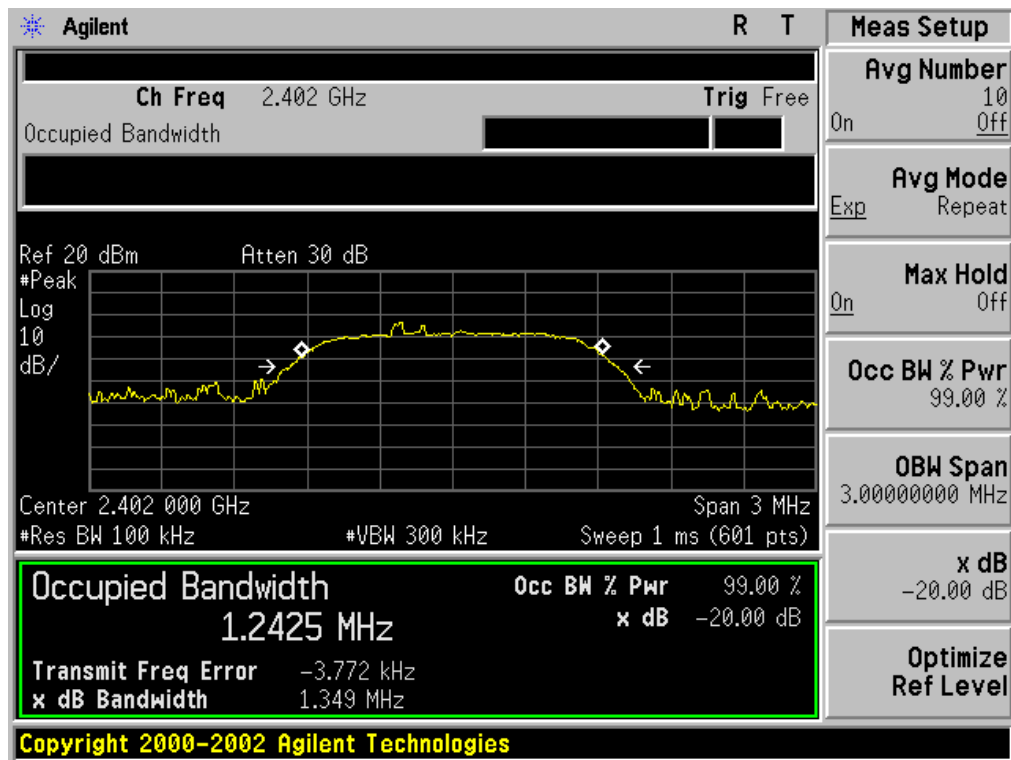 Agilent R T
Ch Freq 2.402 GHz Trig Free
Occupied Bandwidth
Ref 20 dBm Atten 30 dB
#Peak
Log
10
dB/
Center 2.402 000 GHz Span 3 MHz
#Res BW 100 kHz #VBW 300 kHz Sweep 1 ms (601 pts)
Occupied Bandwidth Occ BW % Pwr 99.00 %
1.2425 MHz x dB -20.00 dB
Transmit Freq Error -3.772 kHz
x dB Bandwidth 1.349 MHz
Copyright 2000-2002 Agilent Technologies
Meas Setup
Avg Number
10
On Off
Avg Mode
Exp Repeat
Max Hold
On Off
Occ BW % Pwr
99.00 %
OBW Span
3.00000000 MHz
x dB
-20.00 dB
Optimize
Ref Level